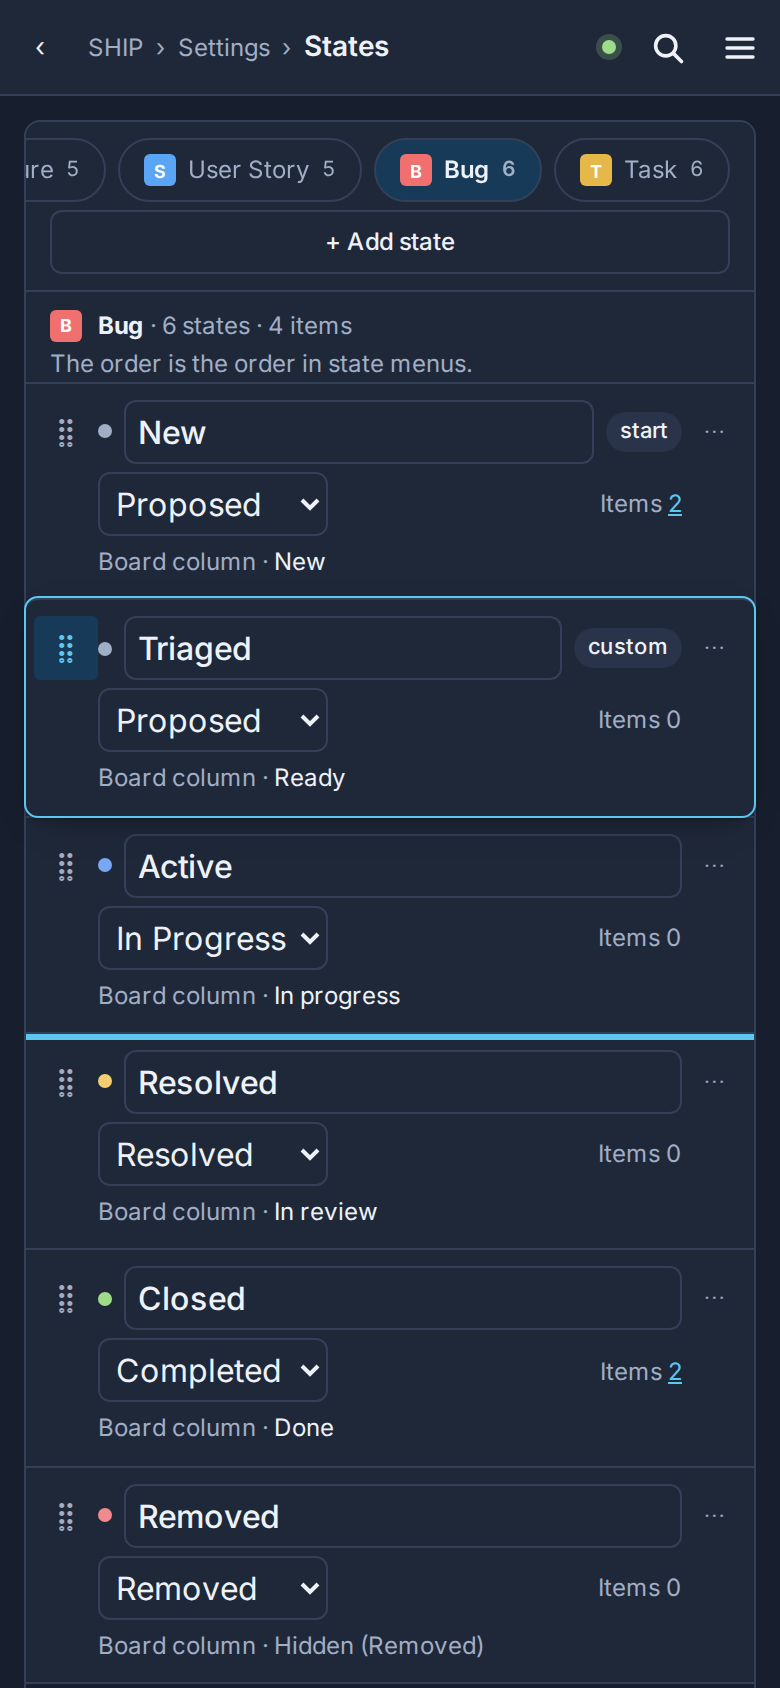 ‹ SHIP › Settings › States
ure 5 S User Story 5 B Bug 6 T Task 6
+ Add state
B Bug · 6 states · 4 items
The order is the order in state menus.
New start ...
Proposed Items 2
Board column · New
Triaged custom ...
Proposed Items 0
Board column · Ready
Active ...
In Progress Items 0
Board column · In progress
Resolved ...
Resolved Items 0
Board column · In review
Closed ...
Completed Items 2
Board column · Done
Removed ...
Removed Items 0
Board column · Hidden (Removed)